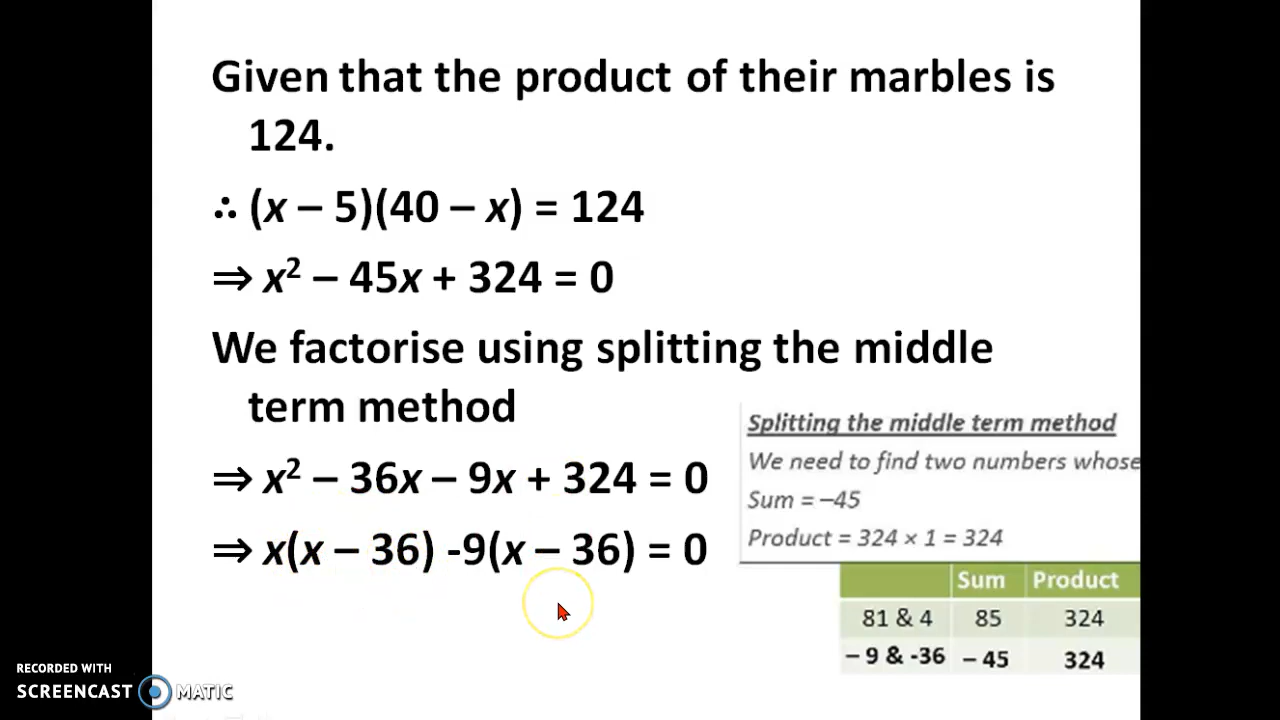 Given that the product of their marbles is
124.
∴ (x – 5)(40 – x) = 124
⇒ x² – 45x + 324 = 0
We factorise using splitting the middle
term method
⇒ x² – 36x – 9x + 324 = 0
⇒ x(x – 36) -9(x – 36) = 0
Splitting the middle term method
We need to find two numbers whose
Sum = –45
Product = 324 × 1 = 324
Sum Product
81 & 4 85 324
– 9 & -36 – 45 324
RECORDED WITH
SCREENCAST MATIC